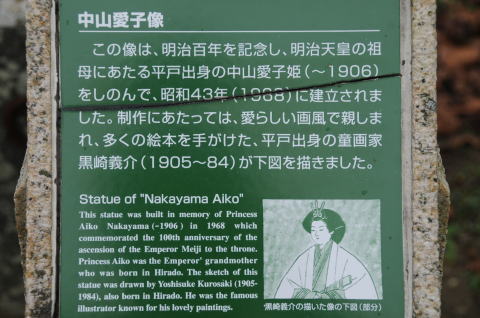 中山愛子像
この像は、明治百年を記念し、明治天皇の祖
母にあたる平戸出身の中山愛子姫（〜1906）
をしのんで、昭和43年（1968）に建立されま
した。制作にあたっては、愛らしい画風で親しま
れ、多くの絵本を手がけた、平戸出身の童画家
黒崎義介（1905〜84）が下図を描きました。
Statue of "Nakayama Aiko"
This statue was built in memory of Princess
Aiko Nakayama (~1906) in 1968 which
commemorated the 100th anniversary of the
ascension of the Emperor Meiji to the throne.
Princess Aiko was the Emperor' grandmother
who was born in Hirado. The sketch of this
statue was drawn by Yoshisuke Kurosaki (1905-
1984), also born in Hirado. He was the famous
illustrator known for his lovely paintings.
黒崎義介の描いた像の下図（部分）